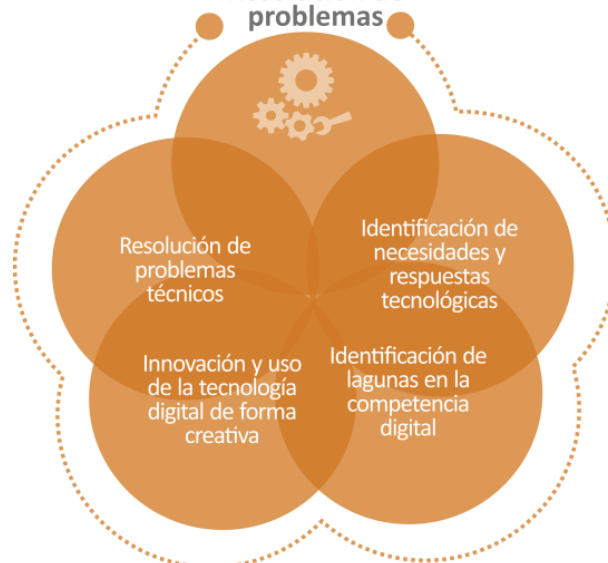 problemas
Resolución de
problemas
técnicos
Identificación de
necesidades y
respuestas
tecnológicas
Innovación y uso
de la tecnología
digital de forma
creativa
Identificación de
lagunas en la
competencia
digital